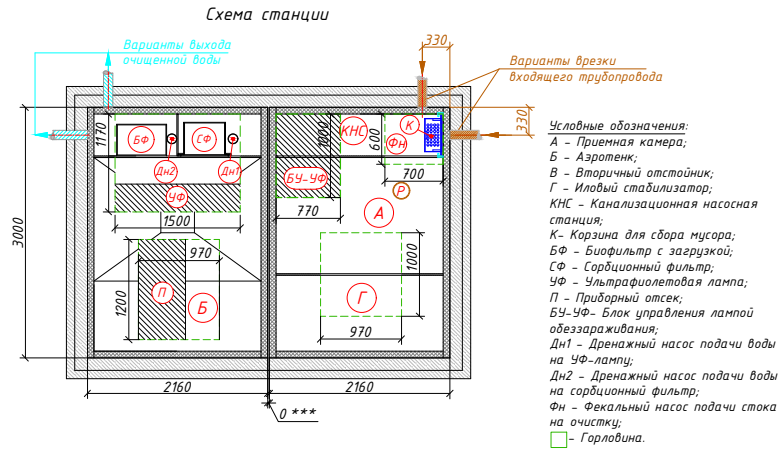 Схема станции
Варианты выхода
очищенной воды
330
Варианты врезки
входящего трубопровода
330
1170
БФ
СФ
Дн2
Дн1
УФ
1500
КНС
1000
600
К
Фн
БУ-УФ
770
700
Р
А
3000
970
1200
П
Б
1000
Г
970
2160
2160
0 ***
Условные обозначения:
А - Приемная камера;
Б - Аэротенк;
В - Вторичный отстойник;
Г - Иловый стабилизатор;
КНС - Канализационная насосная
станция;
К- Корзина для сбора мусора;
БФ - Биофильтр с загрузкой;
СФ - Сорбционный фильтр;
УФ - Ультрафиолетовая лампа;
П - Приборный отсек;
БУ-УФ- Блок управления лампой
обеззараживания;
Дн1 - Дренажный насос подачи воды
на УФ-лампу;
Дн2 - Дренажный насос подачи воды
на сорбционный фильтр;
Фн - Фекальный насос подачи стока
на очистку;
- Горловина.